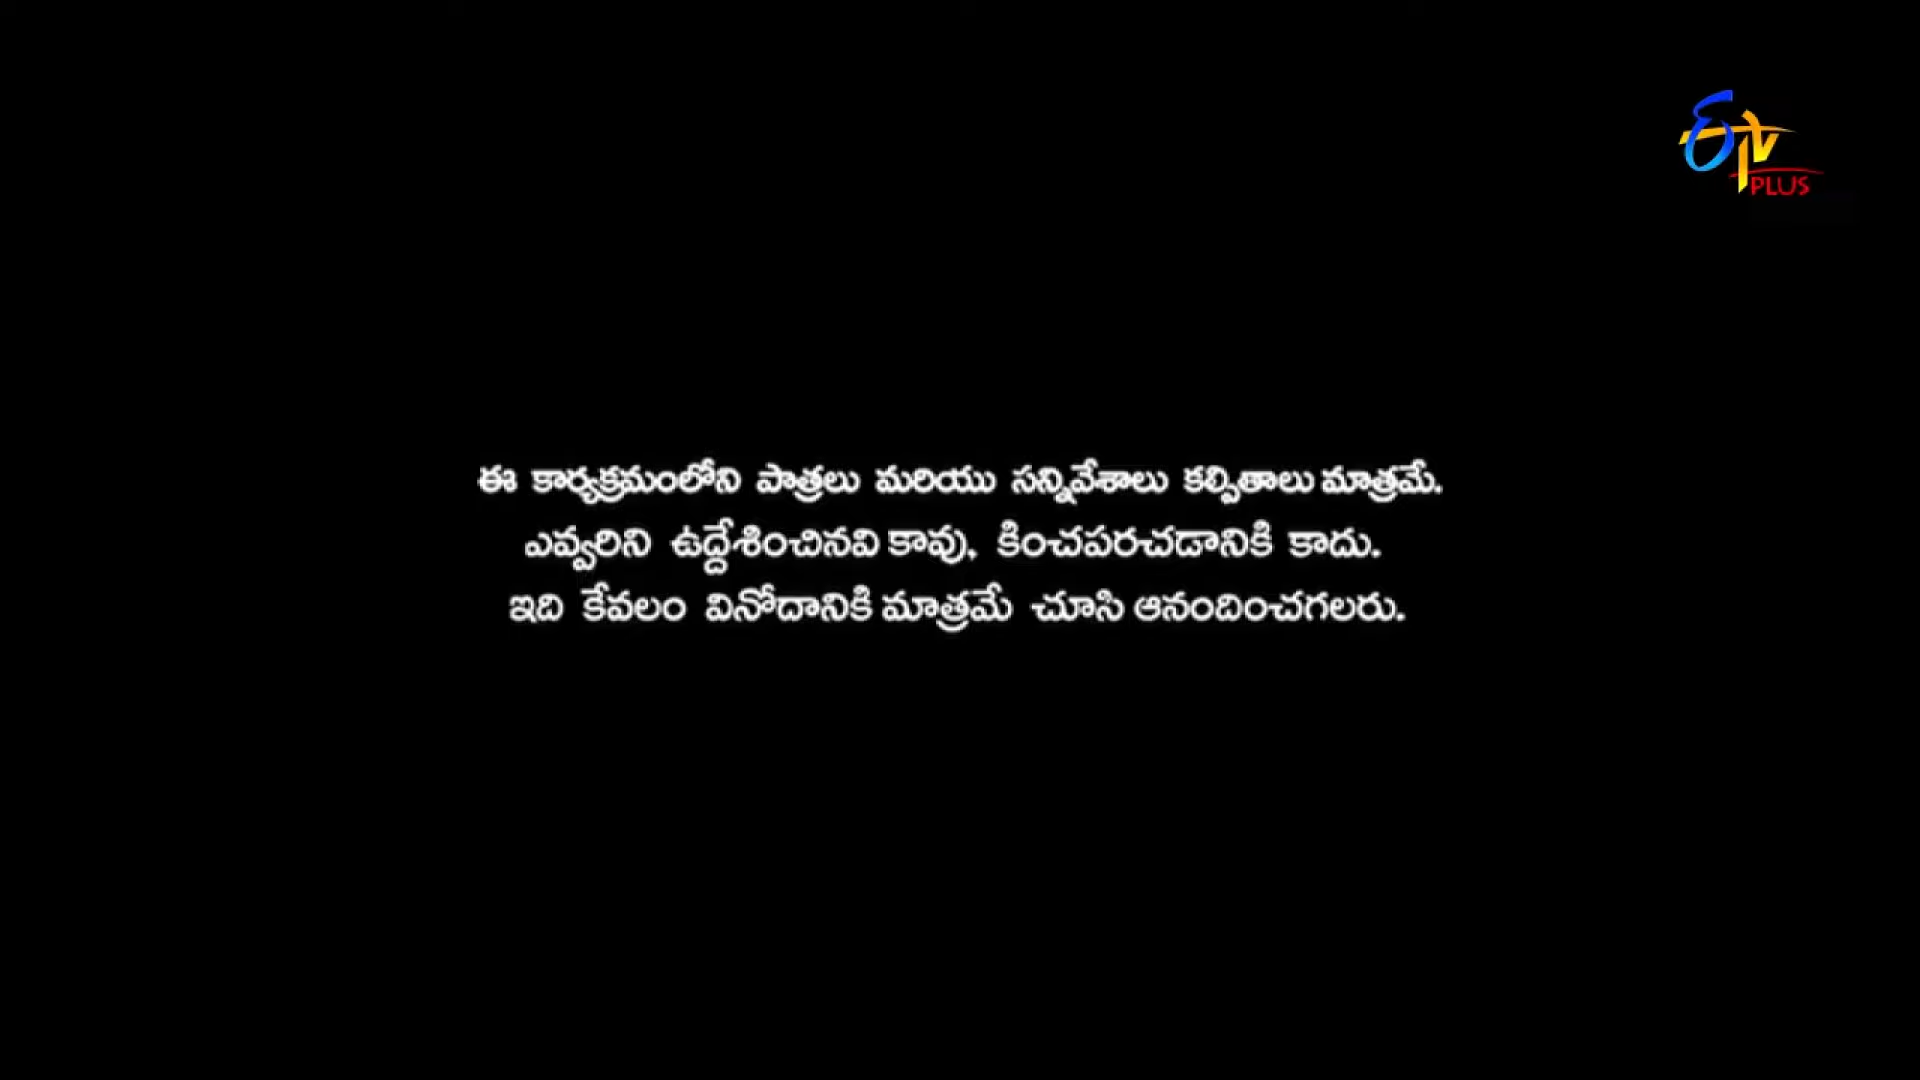 ETV
PLUS
ఈ కార్యక్రమంలోని పాత్రలు మరియు సన్నివేశాలు కల్పితాలు మాత్రమే.
ఎవ్వరిని ఉద్దేశించినవి కావు, కించపరచడానికి కాదు.
ఇది కేవలం వినోదానికి మాత్రమే చూసి ఆనందించగలరు.